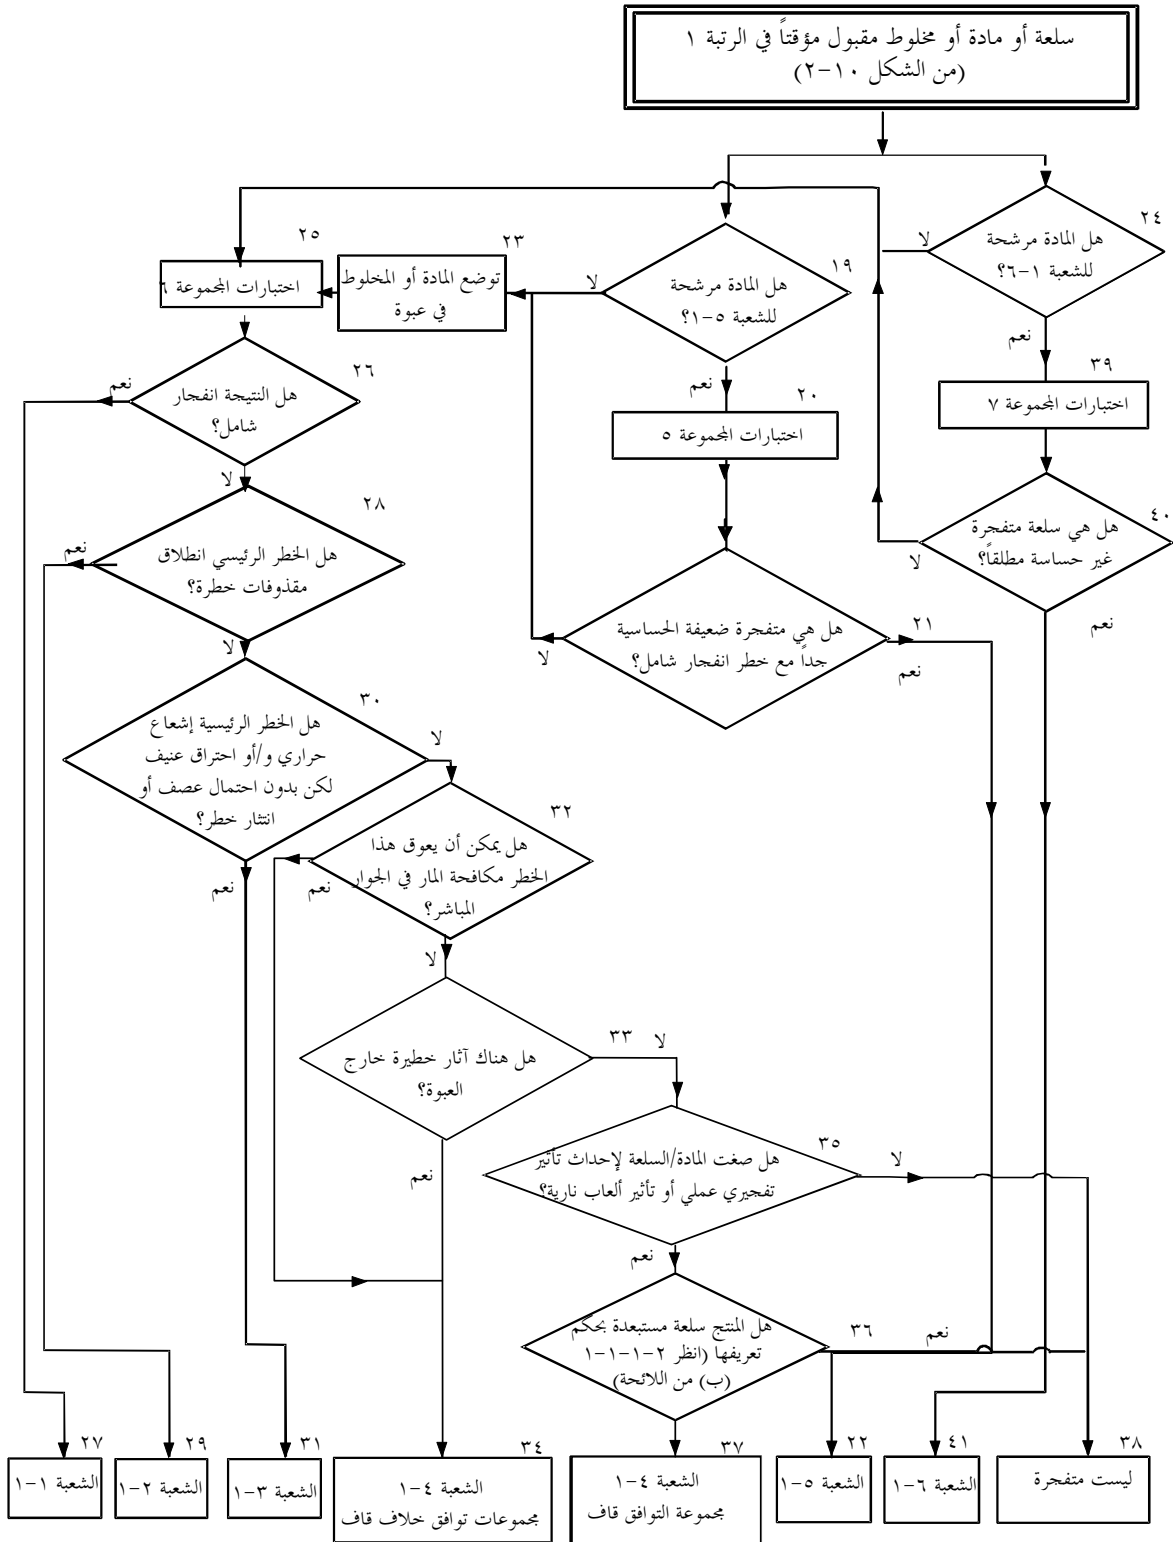 سلعة أو مادة أو مخلوط مقبول مؤقتاً في الرتبة ١
(من الشكل ١٠-٢)
٢٤
هل المادة مرشحة
للشعبة ١-٦؟
لا
نعم
٣٩
اختبارات المجموعة ٧
٤٠
هل هي سلعة متفجرة
غير حساسة مطلقاً؟
لا
نعم
١٩
هل المادة مرشحة
للشعبة ٥-١؟
لا
نعم
٢٠
اختبارات المجموعة ٥
٢١
هل هي متفجرة ضعيفة الحساسية
جداً مع خطر انفجار شامل؟
لا
نعم
٢٣
توضع المادة أو المخلوط
في عبوة
٢٥
اختبارات المجموعة ٦
٢٦
هل النتيجة انفجار
شامل؟
نعم
لا
٢٨
هل الخطر الرئيسي انطلاق
مقذوفات خطرة؟
نعم
لا
٣٠
هل الخطر الرئيسية إشعاع
حراري و/أو احتراق عنيف
لكن بدون احتمال عصف أو
انتثار خطر؟
لا
نعم
٣٢
هل يمكن أن يعوق هذا
الخطر مكافحة المار في الجوار
المباشر؟
نعم
لا
٣٣
هل هناك آثار خطيرة خارج
العبوة؟
لا
نعم
٣٥
هل صغت المادة/السلعة لإحداث تأثير
تفجيري عملي أو تأثير ألعاب نارية؟
لا
نعم
٣٦
هل المنتج سلعة مستبعدة بحكم
تعريفها (انظر ٢-١-١-١
(ب) من اللائحة)
نعم
٣٨
ليست متفجرة
٤١
الشعبة ٦-١
٢٢
الشعبة ٥-١
٣٧
الشعبة ٤-١
مجموعة التوافق قاف
٣٤
الشعبة ٤-١
مجموعات توافق خلاف قاف
٣١
الشعبة ٣-١
٢٩
الشعبة ٢-١
٢٧
الشعبة ١-١